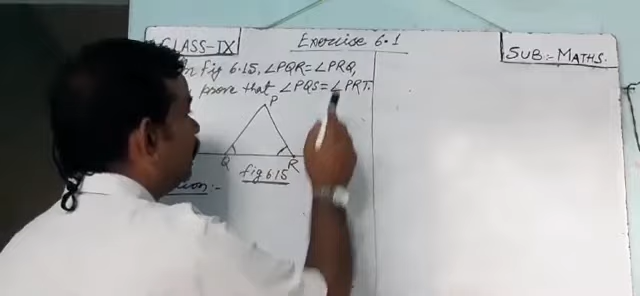 CLASS-IX
Exercise 6.1
SUB:- MATHS.
In fig 6.15, ∠PQR = ∠PRQ,
prove that ∠PQS = ∠PRT.
P
Q
R
fig 6.15